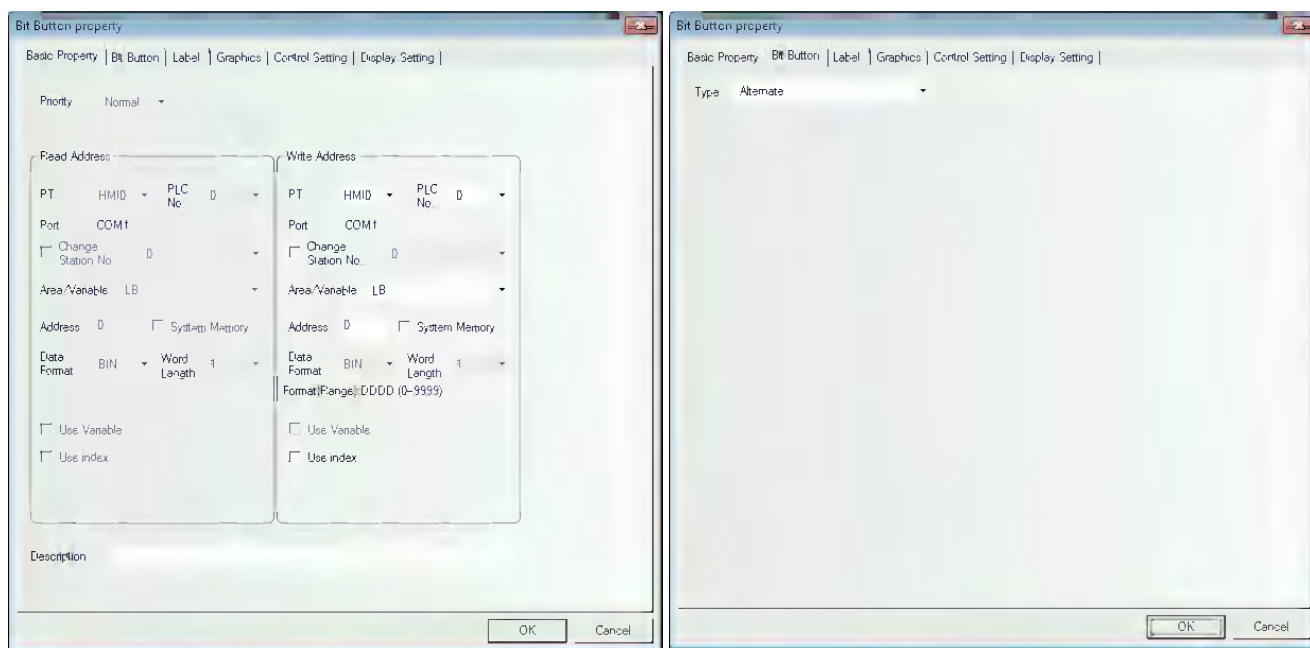 Bit Button property
Basic Property | Bit Button | Label | Graphics | Control Setting | Display Setting |
Priority Normal
Read Address
PT HMI0 PLC No. 0
Port COM1
Change Station No 0
Area/Variable LB
Address 0 System Memory
Data Format BIN Word Length 1
Use Variable
Use index
Write Address
PT HMI0 PLC No. 0
Port COM1
Change Station No. 0
Area/Variable LB
Address 0 System Memory
Data Format BIN Word Length 1
Format(Range):DDDD (0~9999)
Use Variable
Use index
Description
OK Cancel
Bit Button property
Basic Property Bit Button | Label | Graphics | Control Setting | Display Setting |
Type Alternate
OK Cancel